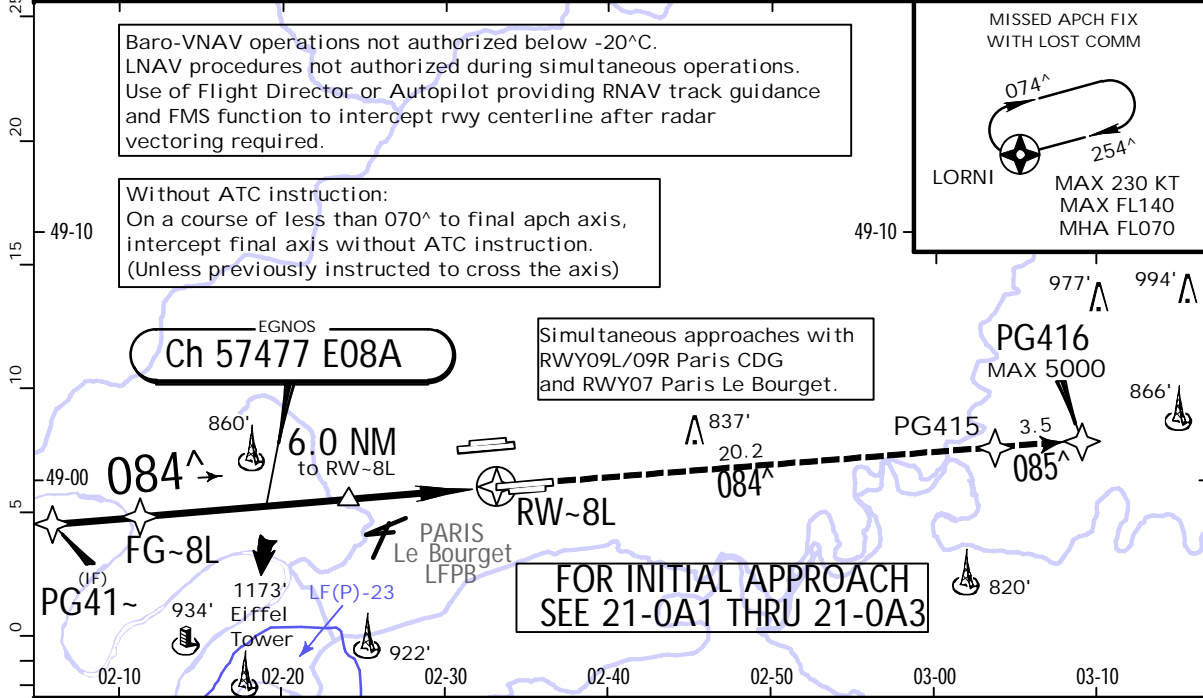 25
20
15
10
5
0
Baro-VNAV operations not authorized below -20^C.
LNAV procedures not authorized during simultaneous operations.
Use of Flight Director or Autopilot providing RNAV track guidance
and FMS function to intercept rwy centerline after radar
vectoring required.
Without ATC instruction:
On a course of less than 070^ to final apch axis,
intercept final axis without ATC instruction.
(Unless previously instructed to cross the axis)
MISSED APCH FIX
WITH LOST COMM
074^
254^
LORNI
MAX 230 KT
MAX FL140
MHA FL070
49-10
49-10
977'
994'
EGNOS
Ch 57477 E08A
Simultaneous approaches with
RWY09L/09R Paris CDG
and RWY07 Paris Le Bourget.
PG416
MAX 5000
866'
860'
6.0 NM
to RW~8L
837'
PG415
3.5
20.2
084^
085^
49-00
084^
RW~8L
FG~8L
PARIS
Le Bourget
LFPB
(IF)
PG41~
934'
1173'
Eiffel
Tower
LF(P)-23
922'
FOR INITIAL APPROACH
SEE 21-0A1 THRU 21-0A3
820'
02-10
02-20
02-30
02-40
02-50
03-00
03-10